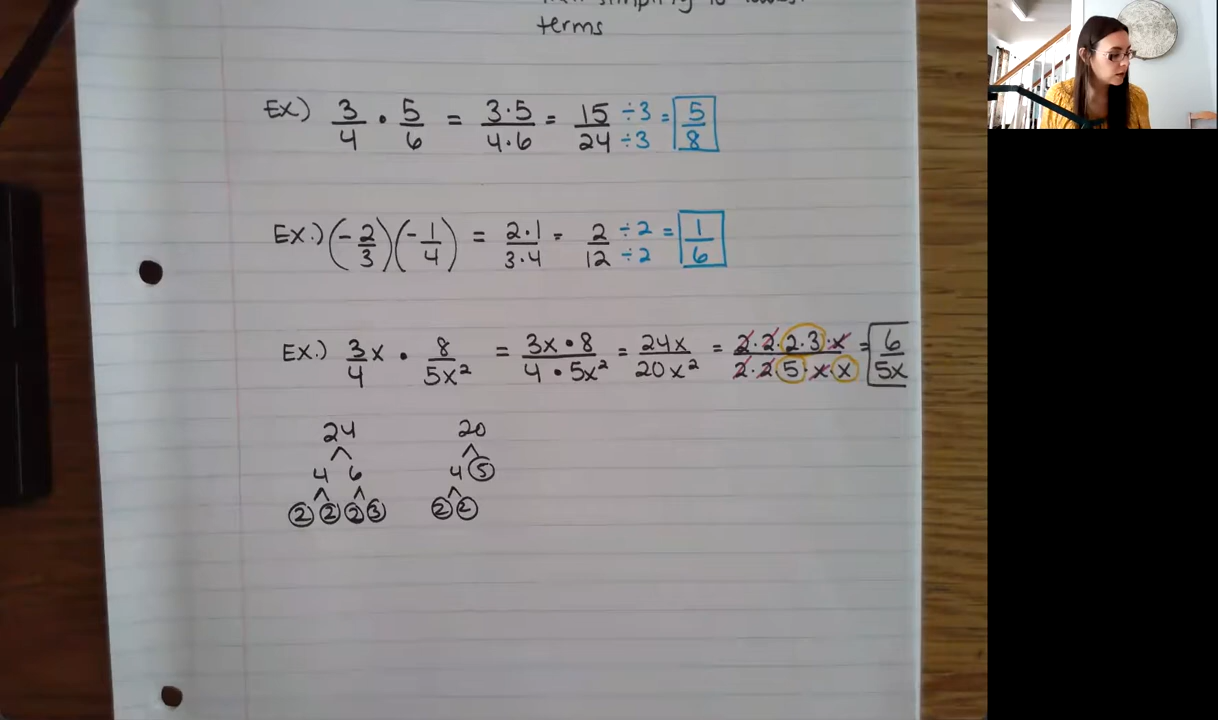 terms
EX.) 3/4 · 5/6 = 3·5/4·6 = 15/24 ÷3/÷3 = 5/8
EX.) (-2/3)(-1/4) = 2·1/3·4 = 2/12 ÷2/÷2 = 1/6
EX.) 3/4 x · 8/5x² = 3x·8/4·5x² = 24x/20x² = 2·2·2·3·x/2·2·5·x·x = 6/5x
24 20
4 6 4 5
2 2 2 3 2 2